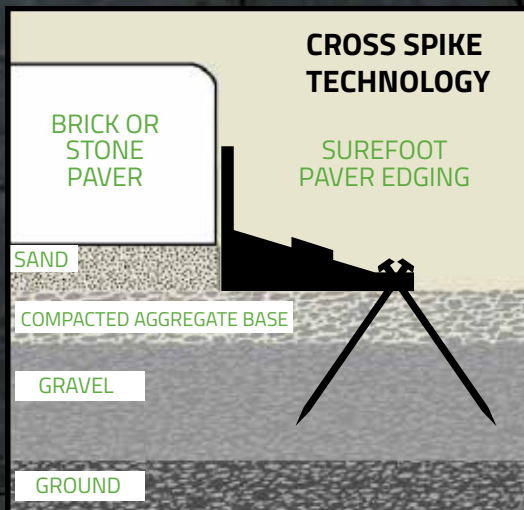 CROSS SPIKE
TECHNOLOGY
BRICK OR
STONE
PAVER
SUREFOOT
PAVER EDGING
SAND
COMPACTED AGGREGATE BASE
GRAVEL
GROUND